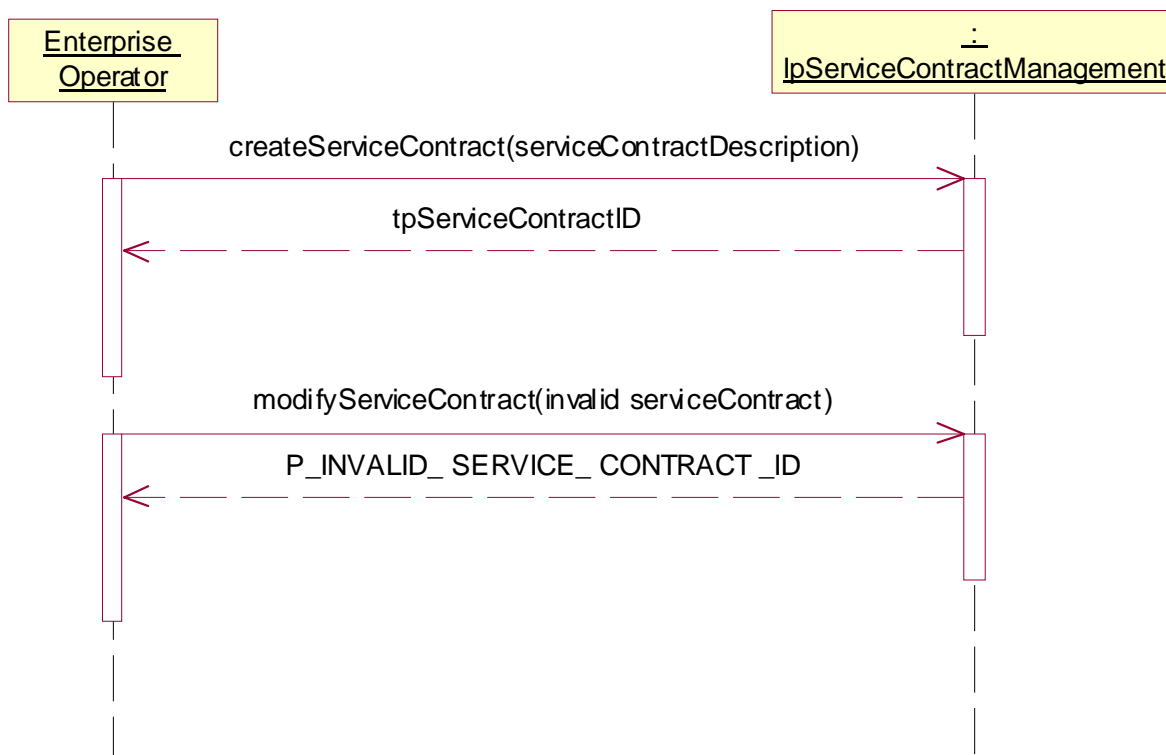 Enterprise
Operator
:
IpServiceContractManagement
createServiceContract(serviceContractDescription)
tpServiceContractID
modifyServiceContract(invalid serviceContract)
P_INVALID_ SERVICE_ CONTRACT _ID